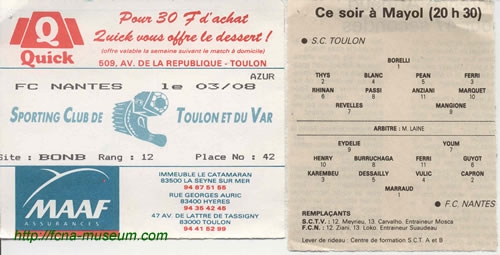 Pour 30 F d'achat
Quick vous offre le dessert !
(offre valable la semaine suivant le match à domicile)
Q
Quick
509, AV. DE LA REPUBLIQUE - TOULON
AZUR
FC NANTES le 03/08
SPORTING CLUB DE TOULON ET DU VAR
Site : BONB Rang : 12 Place No : 42
MAAF
ASSURANCES
IMMEUBLE LE CATAMARAN
83500 LA SEYNE SUR MER
94 87 51 58
RUE GEORGES AURIC
83400 HYERES
94 35 42 48
47 AV. DE LATTRE DE TASSIGNY
83000 TOULON
94 41 52 99
http://fcna-museum.com
Ce soir à Mayol (20 h 30)
S.C. TOULON
BORELLI
1
THYS BLANC PEAN FERRI
2 4 5 3
RHINAN PASSI ANZIANI MARQUET
6 8 11 10
REVELLES MANGIONE
7 9
ARBITRE : M. LAINE
EYDELIE YOUM
9 7
HENRY BURRUCHAGA FERRI GUYOT
10 8 11 6
KAREMBEU DESSAILLY VULIC CAPRON
3 5 4 2
MARRAUD
1
F.C. NANTES
REMPLAÇANTS
S.C.T.V. : 12. Meyrieu, 13. Carvalho. Entraîneur Mosca
F.C.N. : 12. Ziani, 13. Loko. Entraîneur Suaudeau
Lever de rideau : Centre de formation S.C.T. A et B